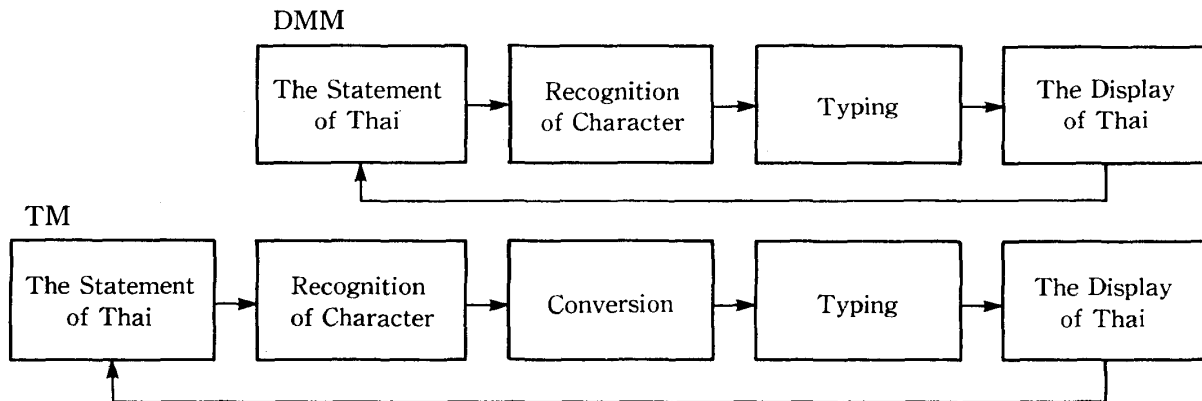 DMM
The Statement
of Thai
Recognition
of Character
Typing
The Display
of Thai
TM
The Statement
of Thai
Recognition
of Character
Conversion
Typing
The Display
of Thai